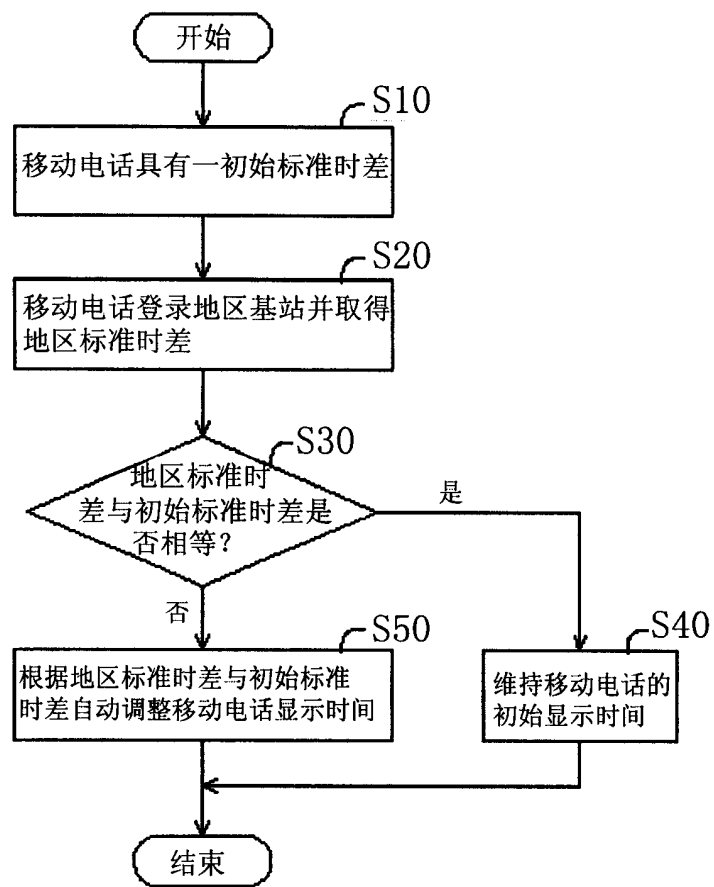 开始
S10
移动电话具有一初始标准时差
S20
移动电话登录地区基站并取得
地区标准时差
S30
地区标准时
差与初始标准时差是
否相等?
是
否
S50
根据地区标准时差与初始标准
时差自动调整移动电话显示时间
S40
维持移动电话的
初始显示时间
结束